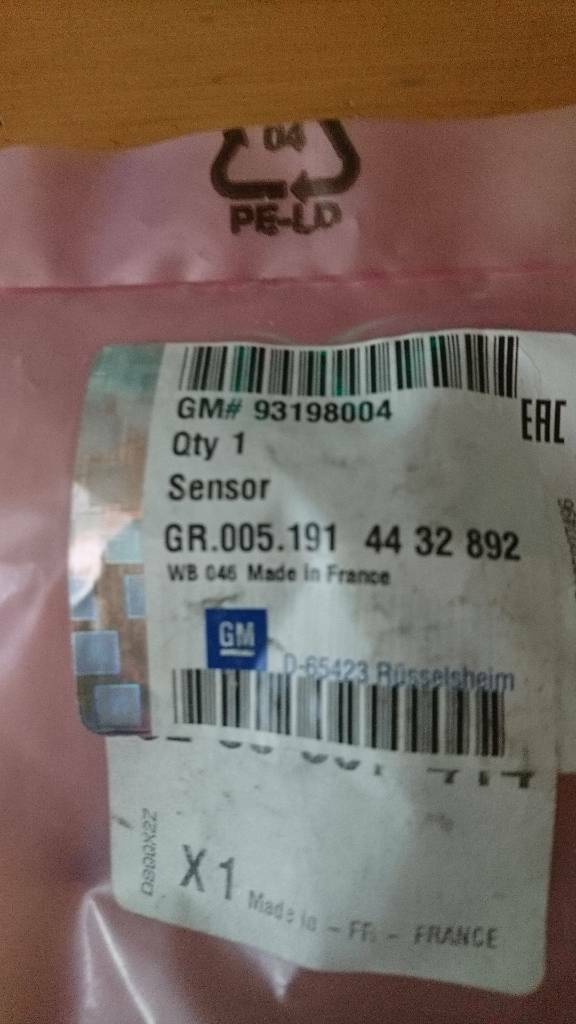 04
PE-LD
GM# 93198004
EAC
Qty 1
Sensor
GR.005.191 44 32 892
WB 046 Made in France
GM
D-65423 Rüsselsheim
X1
Made in - FR - FRANCE